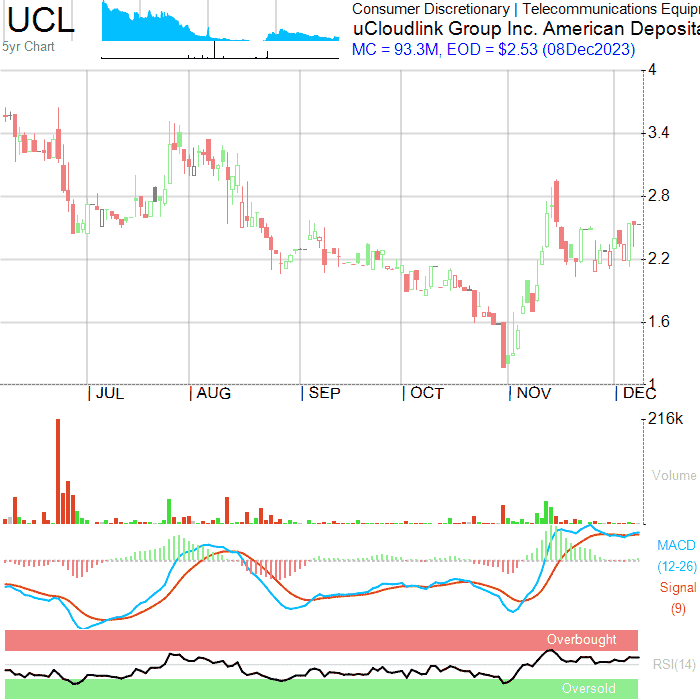 UCL
5yr Chart
Consumer Discretionary | Telecommunications Equip
uCloudlink Group Inc. American Deposita
MC = 93.3M, EOD = $2.53 (08Dec2023)
4
3.4
2.8
2.2
1.6
1
| JUL | AUG | SEP | OCT | NOV | DEC
216k
Volume
MACD
(12-26)
Signal
(9)
Overbought
RSI(14)
Oversold